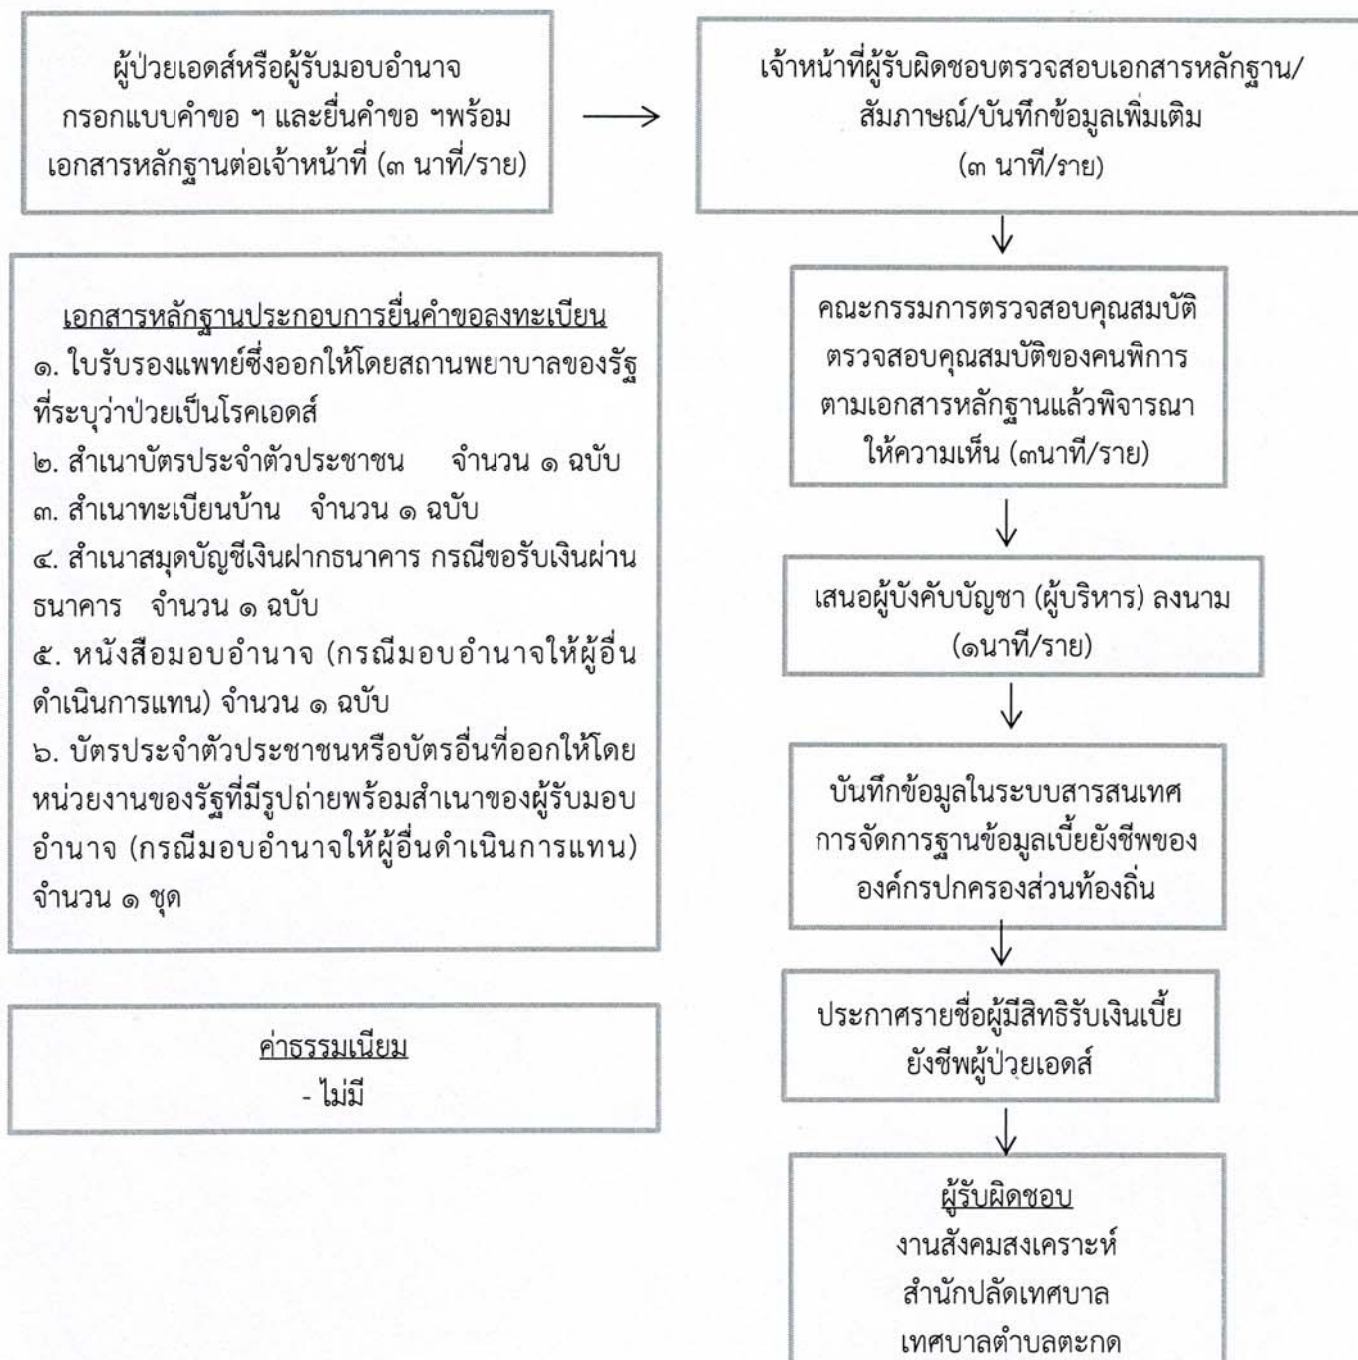 ผู้ป่วยเอดส์หรือผู้รับมอบอำนาจ
กรอกแบบคำขอ ฯ และยื่นคำขอ ฯพร้อม
เอกสารหลักฐานต่อเจ้าหน้าที่ (๓ นาที/ราย)
เจ้าหน้าที่ผู้รับผิดชอบตรวจสอบเอกสารหลักฐาน/
สัมภาษณ์/บันทึกข้อมูลเพิ่มเติม
(๓ นาที/ราย)
คณะกรรมการตรวจสอบคุณสมบัติ
ตรวจสอบคุณสมบัติของคนพิการ
ตามเอกสารหลักฐานแล้วพิจารณา
ให้ความเห็น (๓นาที/ราย)
เสนอผู้บังคับบัญชา (ผู้บริหาร) ลงนาม
(๑นาที/ราย)
บันทึกข้อมูลในระบบสารสนเทศ
การจัดการฐานข้อมูลเบี้ยยังชีพของ
องค์กรปกครองส่วนท้องถิ่น
ประกาศรายชื่อผู้มีสิทธิรับเงินเบี้ย
ยังชีพผู้ป่วยเอดส์
ผู้รับผิดชอบ
งานสังคมสงเคราะห์
สำนักปลัดเทศบาล
เทศบาลตำบลตะกด
เอกสารหลักฐานประกอบการยื่นคำขอลงทะเบียน
๑. ใบรับรองแพทย์ซึ่งออกให้โดยสถานพยาบาลของรัฐ
ที่ระบุว่าป่วยเป็นโรคเอดส์
๒. สำเนาบัตรประจำตัวประชาชน จำนวน ๑ ฉบับ
๓. สำเนาทะเบียนบ้าน จำนวน ๑ ฉบับ
๔. สำเนาสมุดบัญชีเงินฝากธนาคาร กรณีขอรับเงินผ่าน
ธนาคาร จำนวน ๑ ฉบับ
๕. หนังสือมอบอำนาจ (กรณีมอบอำนาจให้ผู้อื่น
ดำเนินการแทน) จำนวน ๑ ฉบับ
๖. บัตรประจำตัวประชาชนหรือบัตรอื่นที่ออกให้โดย
หน่วยงานของรัฐที่มีรูปถ่ายพร้อมสำเนาของผู้รับมอบ
อำนาจ (กรณีมอบอำนาจให้ผู้อื่นดำเนินการแทน)
จำนวน ๑ ชุด
ค่าธรรมเนียม
- ไม่มี